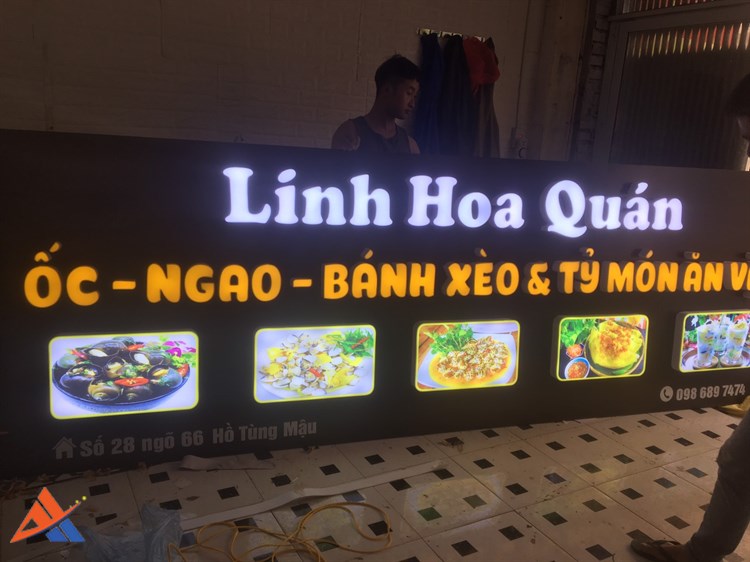 Linh Hoa Quán
ỐC - NGAO - BÁNH XÈO & TỶ MÓN ĂN V
098 689 7474
Số 28 ngõ 66 Hồ Tùng Mậu